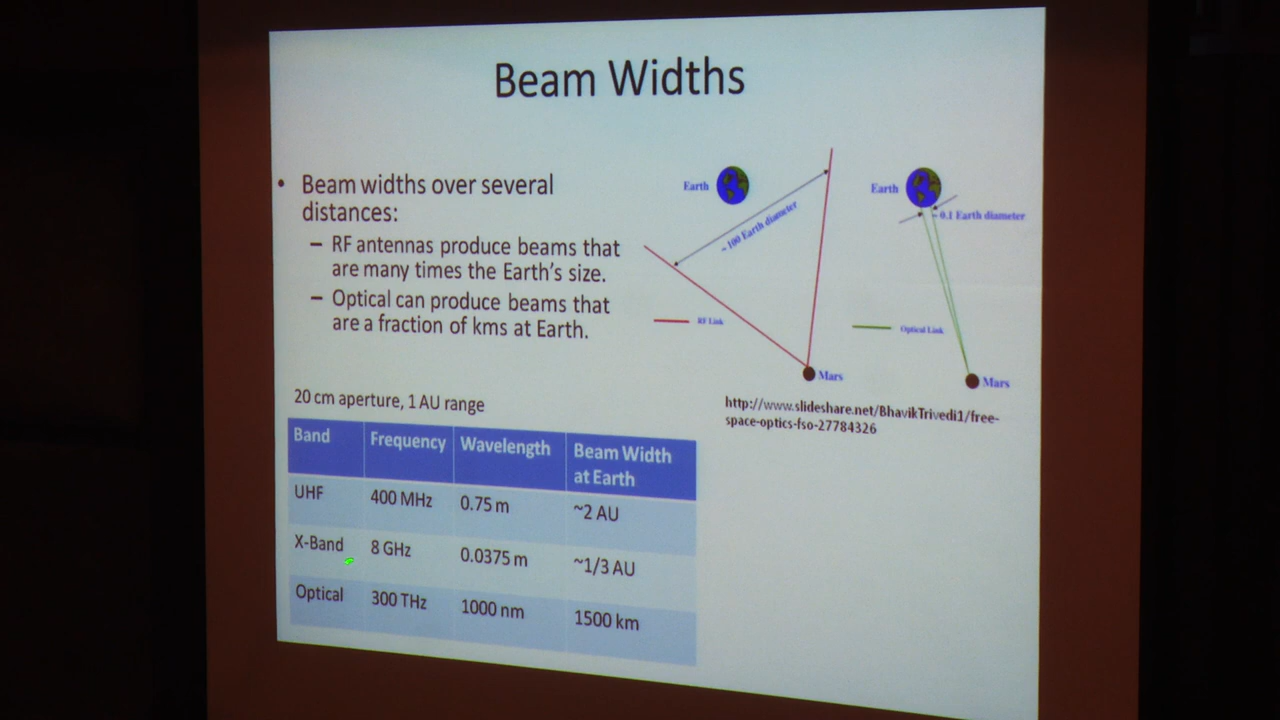 Beam Widths
• Beam widths over several
distances:
– RF antennas produce beams that
are many times the Earth's size.
– Optical can produce beams that
are a fraction of kms at Earth.
Earth
~ 100 Earth diameter
RF Link
Mars
Earth
~ 0.1 Earth diameter
Optical Link
Mars
http://www.slideshare.net/BhavikTrivedi1/free-
space-optics-fso-27784326
20 cm aperture, 1 AU range
Band Frequency Wavelength Beam Width
at Earth
UHF 400 MHz 0.75 m ~2 AU
X-Band 8 GHz 0.0375 m ~1/3 AU
Optical 300 THz 1000 nm 1500 km